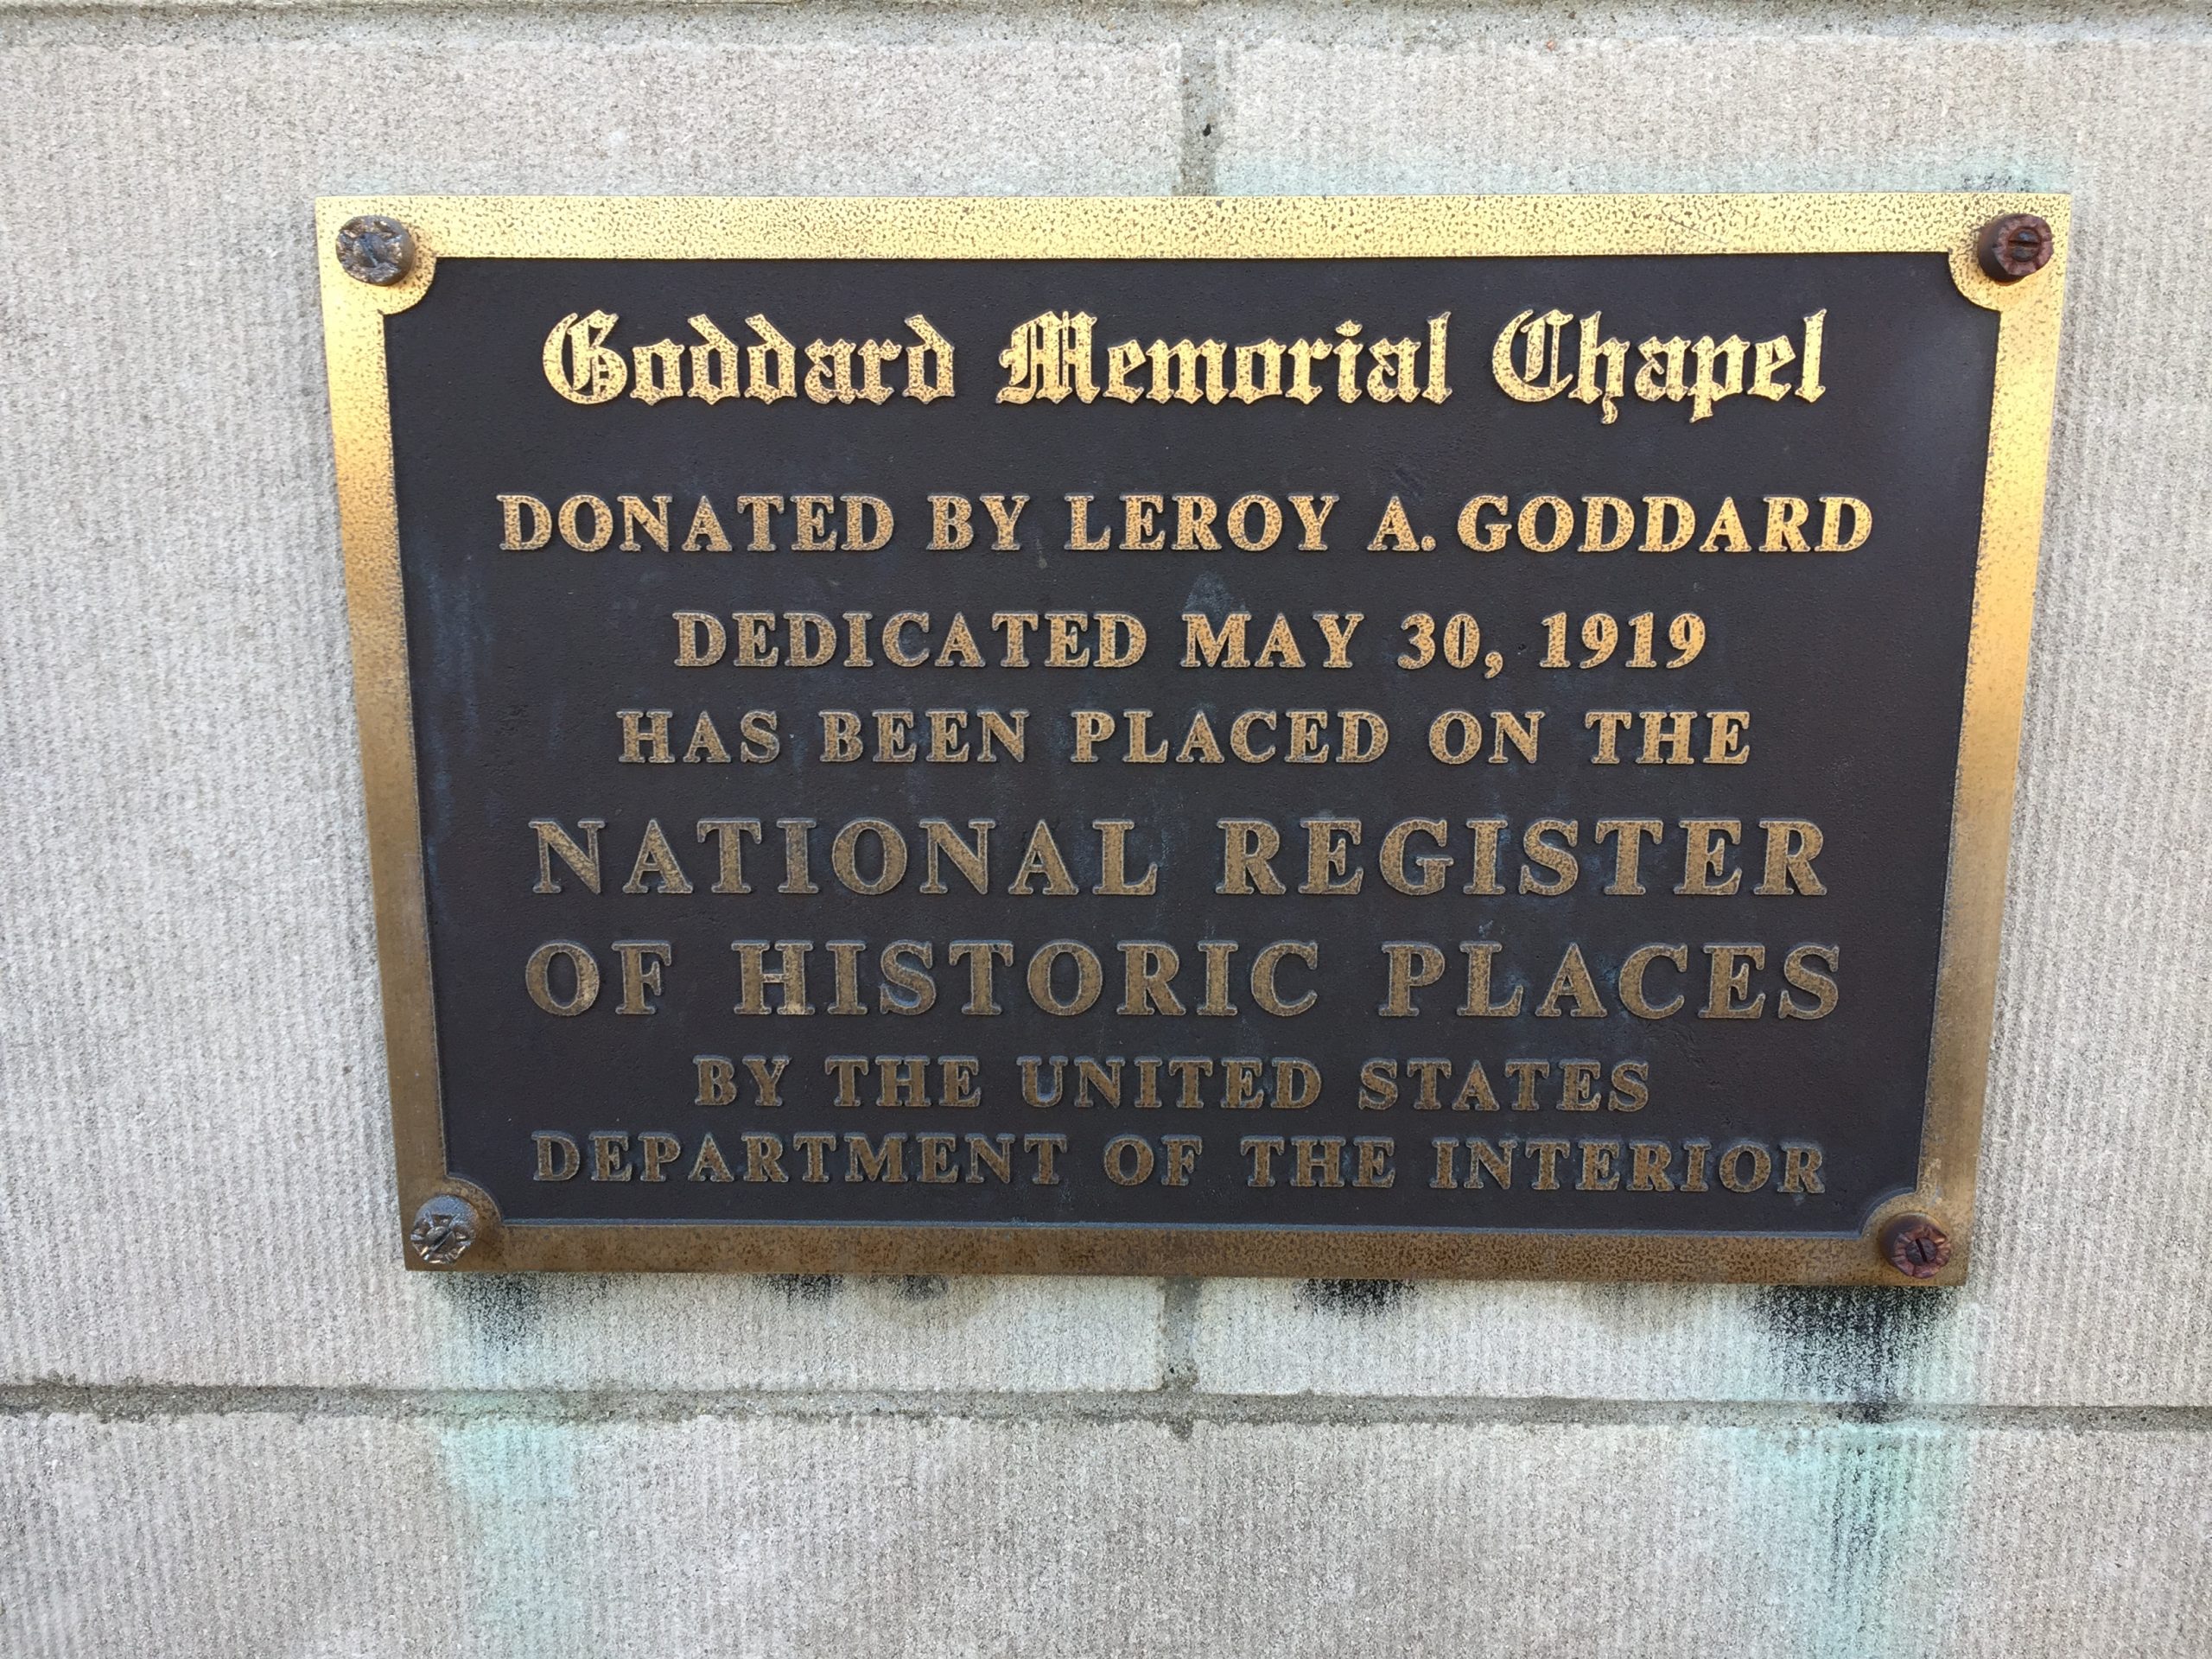 Goddard Memorial Chapel
DONATED BY LEROY A. GODDARD
DEDICATED MAY 30, 1919
HAS BEEN PLACED ON THE
NATIONAL REGISTER
OF HISTORIC PLACES
BY THE UNITED STATES
DEPARTMENT OF THE INTERIOR